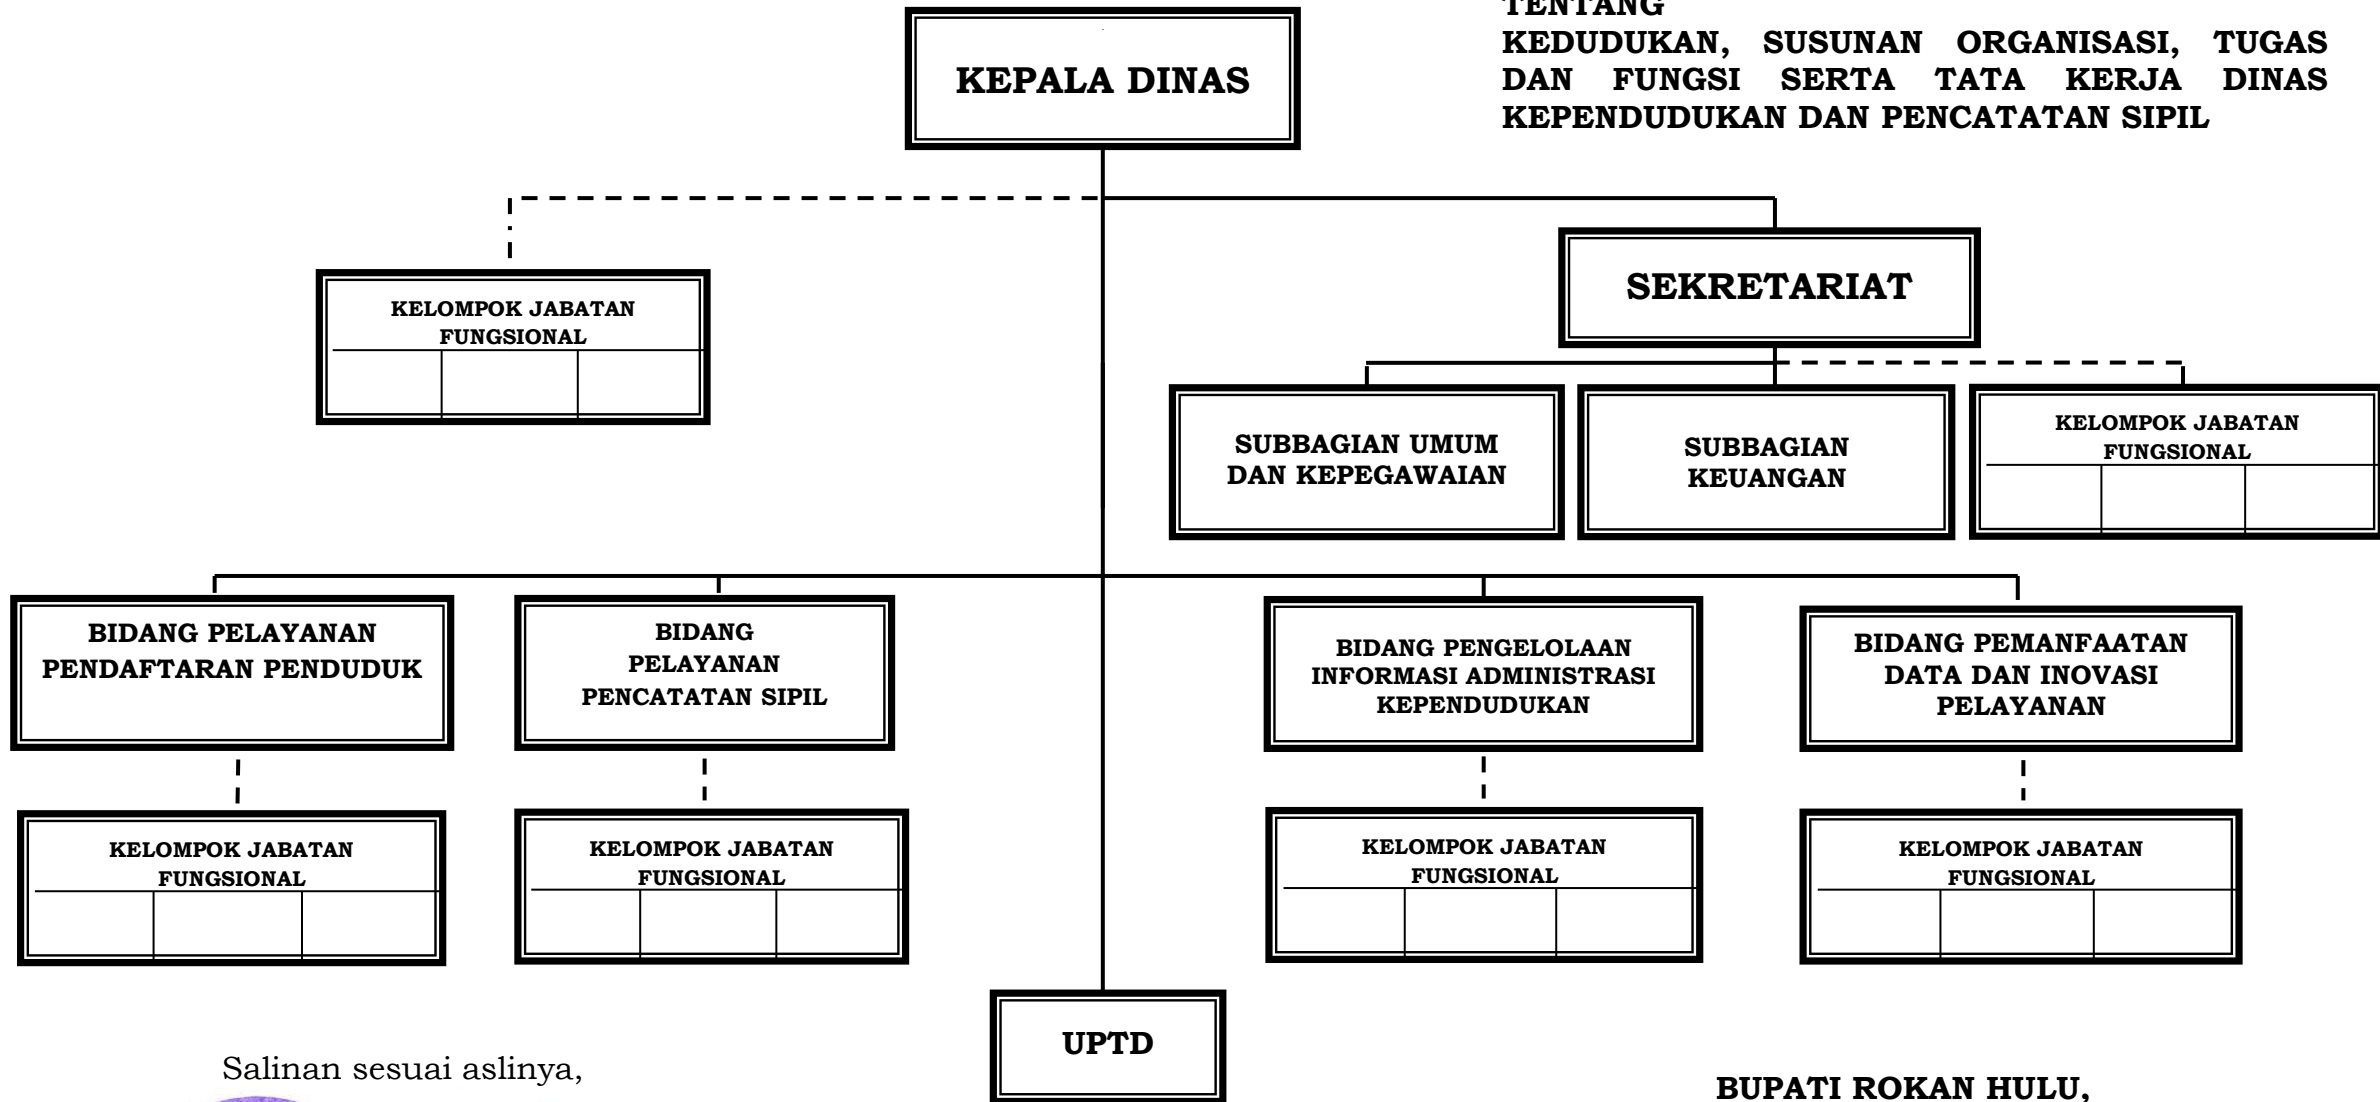 TENTANG
KEDUDUKAN, SUSUNAN ORGANISASI, TUGAS
DAN FUNGSI SERTA TATA KERJA DINAS
KEPENDUDUKAN DAN PENCATATAN SIPIL
KEPALA DINAS
SEKRETARIAT
KELOMPOK JABATAN
FUNGSIONAL
SUBBAGIAN UMUM
DAN KEPEGAWAIAN
SUBBAGIAN
KEUANGAN
KELOMPOK JABATAN
FUNGSIONAL
BIDANG PELAYANAN
PENDAFTARAN PENDUDUK
BIDANG
PELAYANAN
PENCATATAN SIPIL
BIDANG PENGELOLAAN
INFORMASI ADMINISTRASI
KEPENDUDUKAN
BIDANG PEMANFAATAN
DATA DAN INOVASI
PELAYANAN
KELOMPOK JABATAN
FUNGSIONAL
KELOMPOK JABATAN
FUNGSIONAL
KELOMPOK JABATAN
FUNGSIONAL
KELOMPOK JABATAN
FUNGSIONAL
UPTD
Salinan sesuai aslinya,
BUPATI ROKAN HULU,